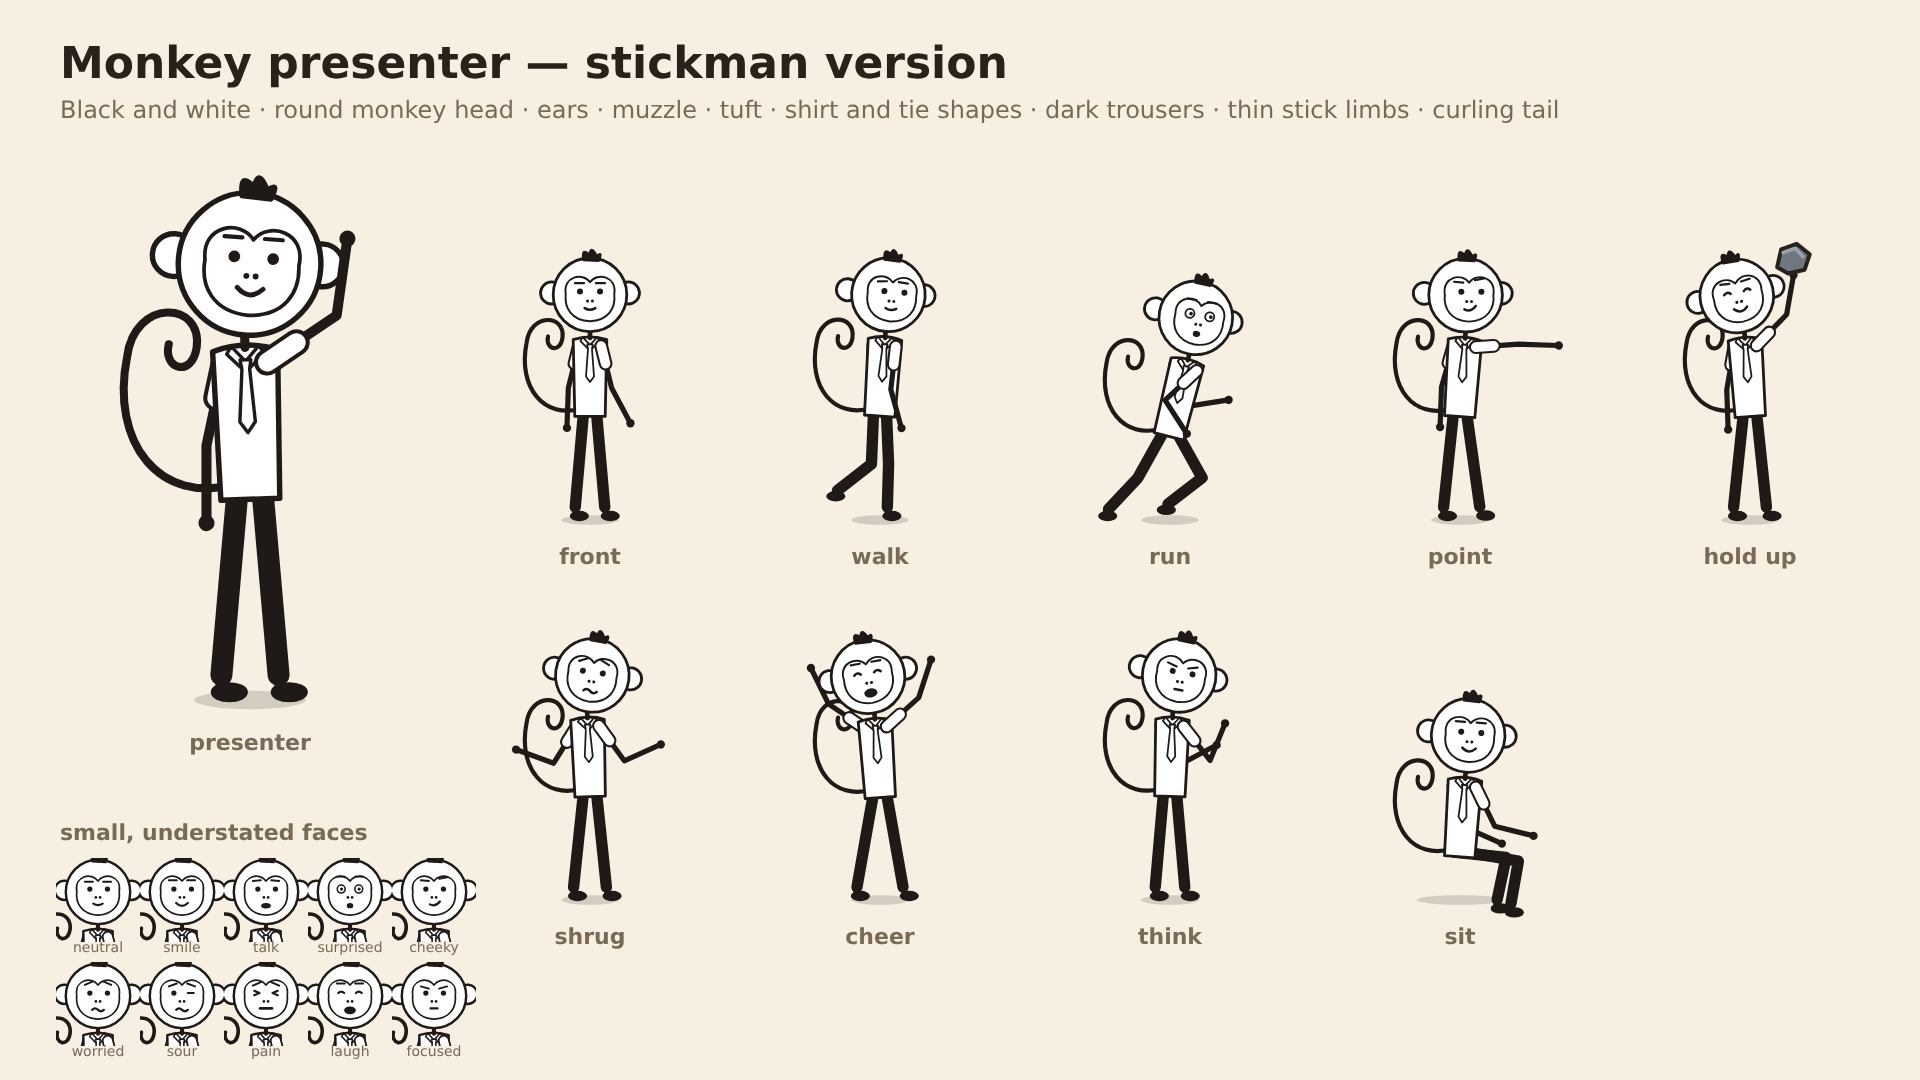 Monkey presenter — stickman version
Black and white · round monkey head · ears · muzzle · tuft · shirt and tie shapes · dark trousers · thin stick limbs · curling tail
front
walk
run
point
hold up
presenter
small, understated faces
neutral
smile
talk
surprised
cheeky
worried
sour
pain
laugh
focused
shrug
cheer
think
sit